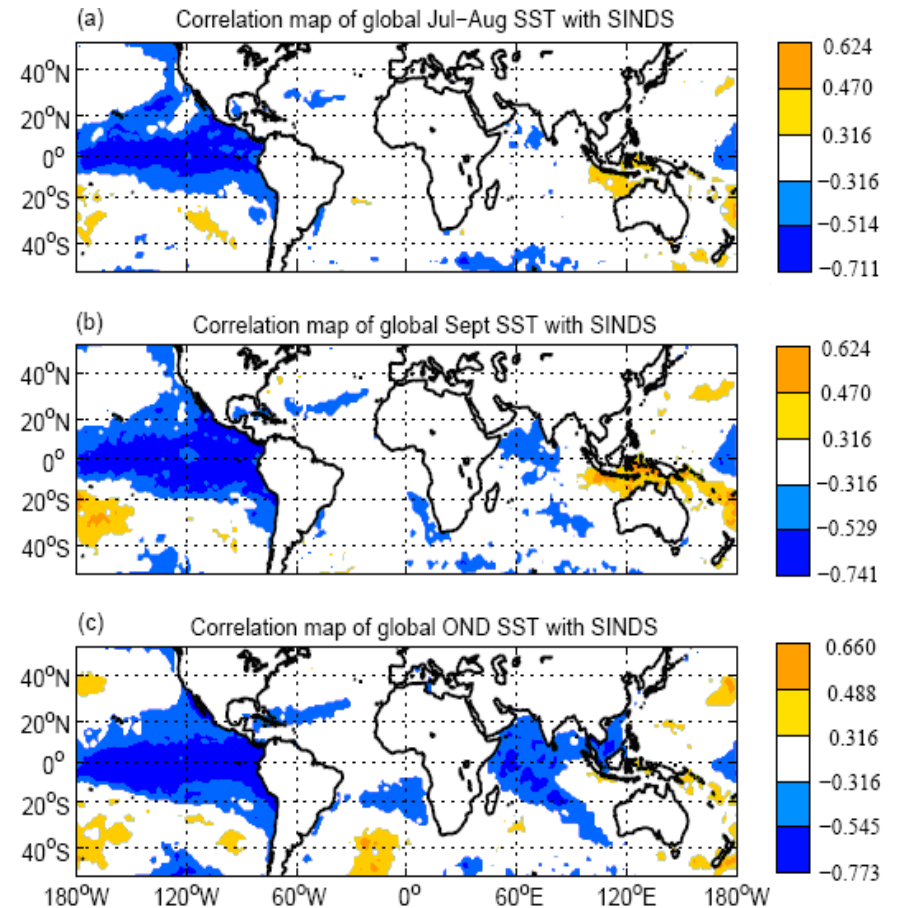 (a) Correlation map of global Jul−Aug SST with SINDS
40°N
20°N
0°
20°S
40°S
0.624
0.470
0.316
−0.316
−0.514
−0.711
(b) Correlation map of global Sept SST with SINDS
40°N
20°N
0°
20°S
40°S
0.624
0.470
0.316
−0.316
−0.529
−0.741
(c) Correlation map of global OND SST with SINDS
40°N
20°N
0°
20°S
40°S
0.660
0.488
0.316
−0.316
−0.545
−0.773
180°W 120°W 60°W 0° 60°E 120°E 180°W